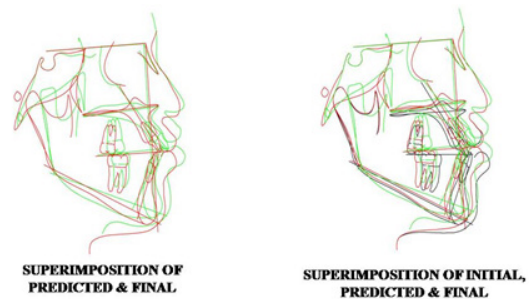 SUPERIMPOSITION OF
PREDICTED & FINAL
SUPERIMPOSITION OF INITIAL,
PREDICTED & FINAL